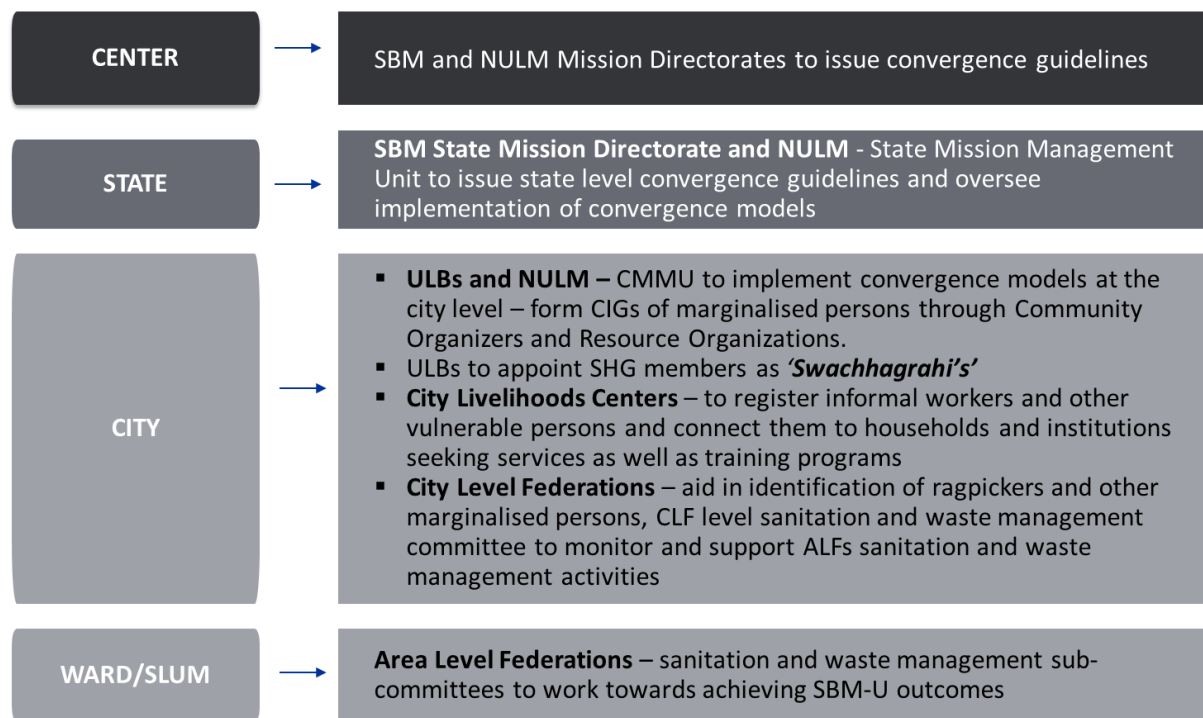 CENTER
SBM and NULM Mission Directorates to issue convergence guidelines
STATE
SBM State Mission Directorate and NULM - State Mission Management
Unit to issue state level convergence guidelines and oversee
implementation of convergence models
CITY
▪ ULBs and NULM – CMMU to implement convergence models at the
city level – form CIGs of marginalised persons through Community
Organizers and Resource Organizations.
▪ ULBs to appoint SHG members as ‘Swachhagrahi’s’
▪ City Livelihoods Centers – to register informal workers and other
vulnerable persons and connect them to households and institutions
seeking services as well as training programs
▪ City Level Federations – aid in identification of ragpickers and other
marginalised persons, CLF level sanitation and waste management
committee to monitor and support ALFs sanitation and waste
management activities
WARD/SLUM
Area Level Federations – sanitation and waste management sub-
committees to work towards achieving SBM-U outcomes